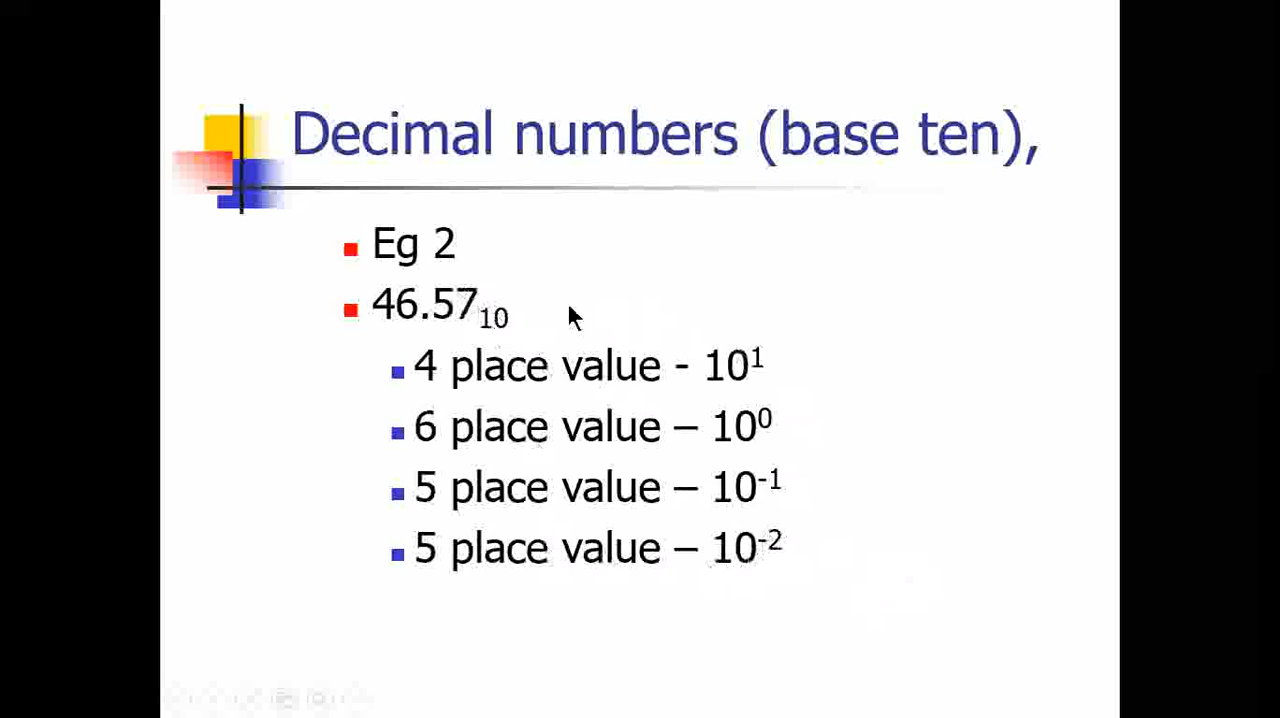 Decimal numbers (base ten),
Eg 2
46.57₁₀
4 place value - 10¹
6 place value – 10⁰
5 place value – 10⁻¹
5 place value – 10⁻²